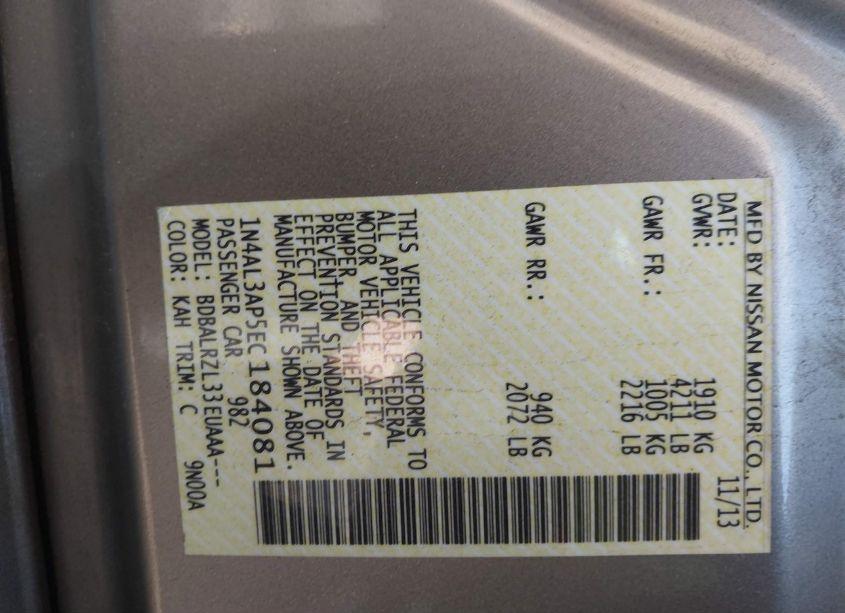 MFD BY NISSAN MOTOR CO., LTD.
DATE: 11/13
GVWR: 1910 KG
4211 LB
GAWR FR.: 1005 KG
2216 LB
GAWR RR.: 940 KG
2072 LB
THIS VEHICLE CONFORMS TO
ALL APPLICABLE FEDERAL
MOTOR VEHICLE SAFETY,
BUMPER, AND THEFT
PREVENTION STANDARDS IN
EFFECT ON THE DATE OF
MANUFACTURE SHOWN ABOVE.
1N4AL3AP5EC184081
PASSENGER CAR 982
MODEL: BDBALRZL33EUAAA---
COLOR: KAH TRIM: C 9N00A